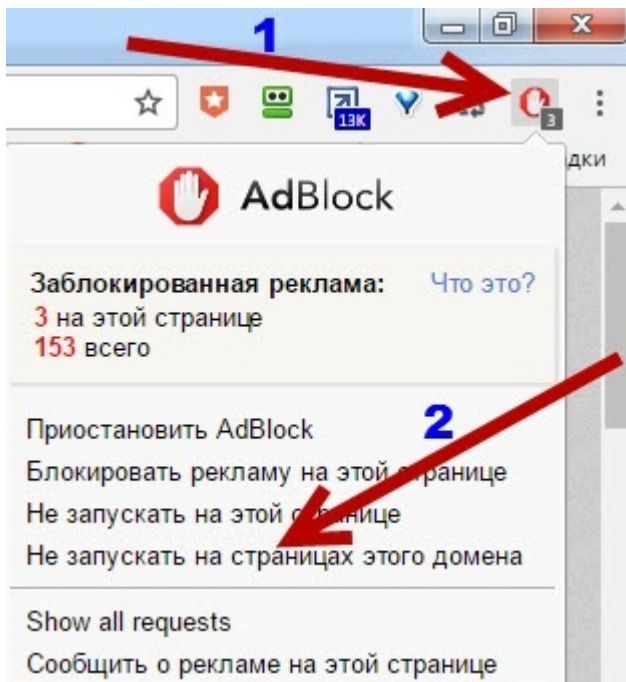 1
13K
3
дки
AdBlock
Заблокированная реклама: Что это?
3 на этой странице
153 всего
Приостановить AdBlock
2
Блокировать рекламу на этой странице
Не запускать на этой странице
Не запускать на страницах этого домена
Show all requests
Сообщить о рекламе на этой странице